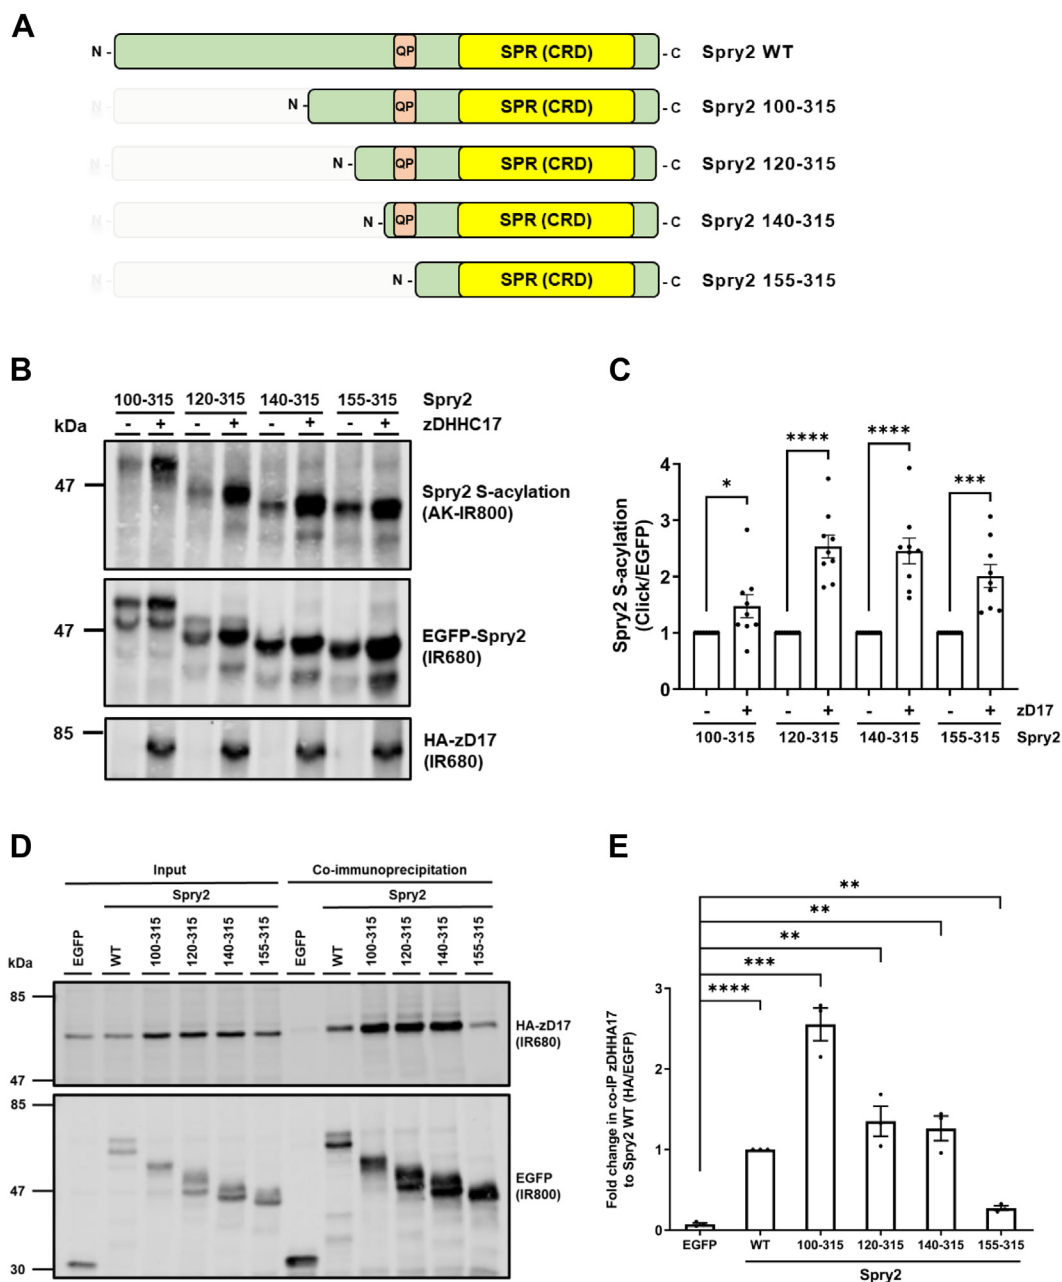 A
N - QP SPR (CRD) - C Spry2 WT
N - N - QP SPR (CRD) - C Spry2 100-315
N - N - QP SPR (CRD) - C Spry2 120-315
N - N - QP SPR (CRD) - C Spry2 140-315
N - N - SPR (CRD) - C Spry2 155-315
B
100-315 120-315 140-315 155-315 Spry2
kDa - + - + - + - + zDHHC17
47
Spry2 S-acylation
(AK-IR800)
47
EGFP-Spry2
(IR680)
85
HA-zD17
(IR680)
C
Spry2 S-acylation
(Click/EGFP)
4
3
2
1
0
* **** **** ***
- + - + - + - + zD17
100-315 120-315 140-315 155-315 Spry2
D
Input Co-immunoprecipitation
Spry2 Spry2
kDa EGFP WT 100-315 120-315 140-315 155-315 EGFP WT 100-315 120-315 140-315 155-315
85
HA-zD17
(IR680)
47
85
47
EGFP
(IR800)
30
E
Fold change in co-IP zDHHA17
to Spry2 WT (HA/EGFP)
**
**
**
***
****
3
2
1
0
EGFP WT 100-315 120-315 140-315 155-315
Spry2